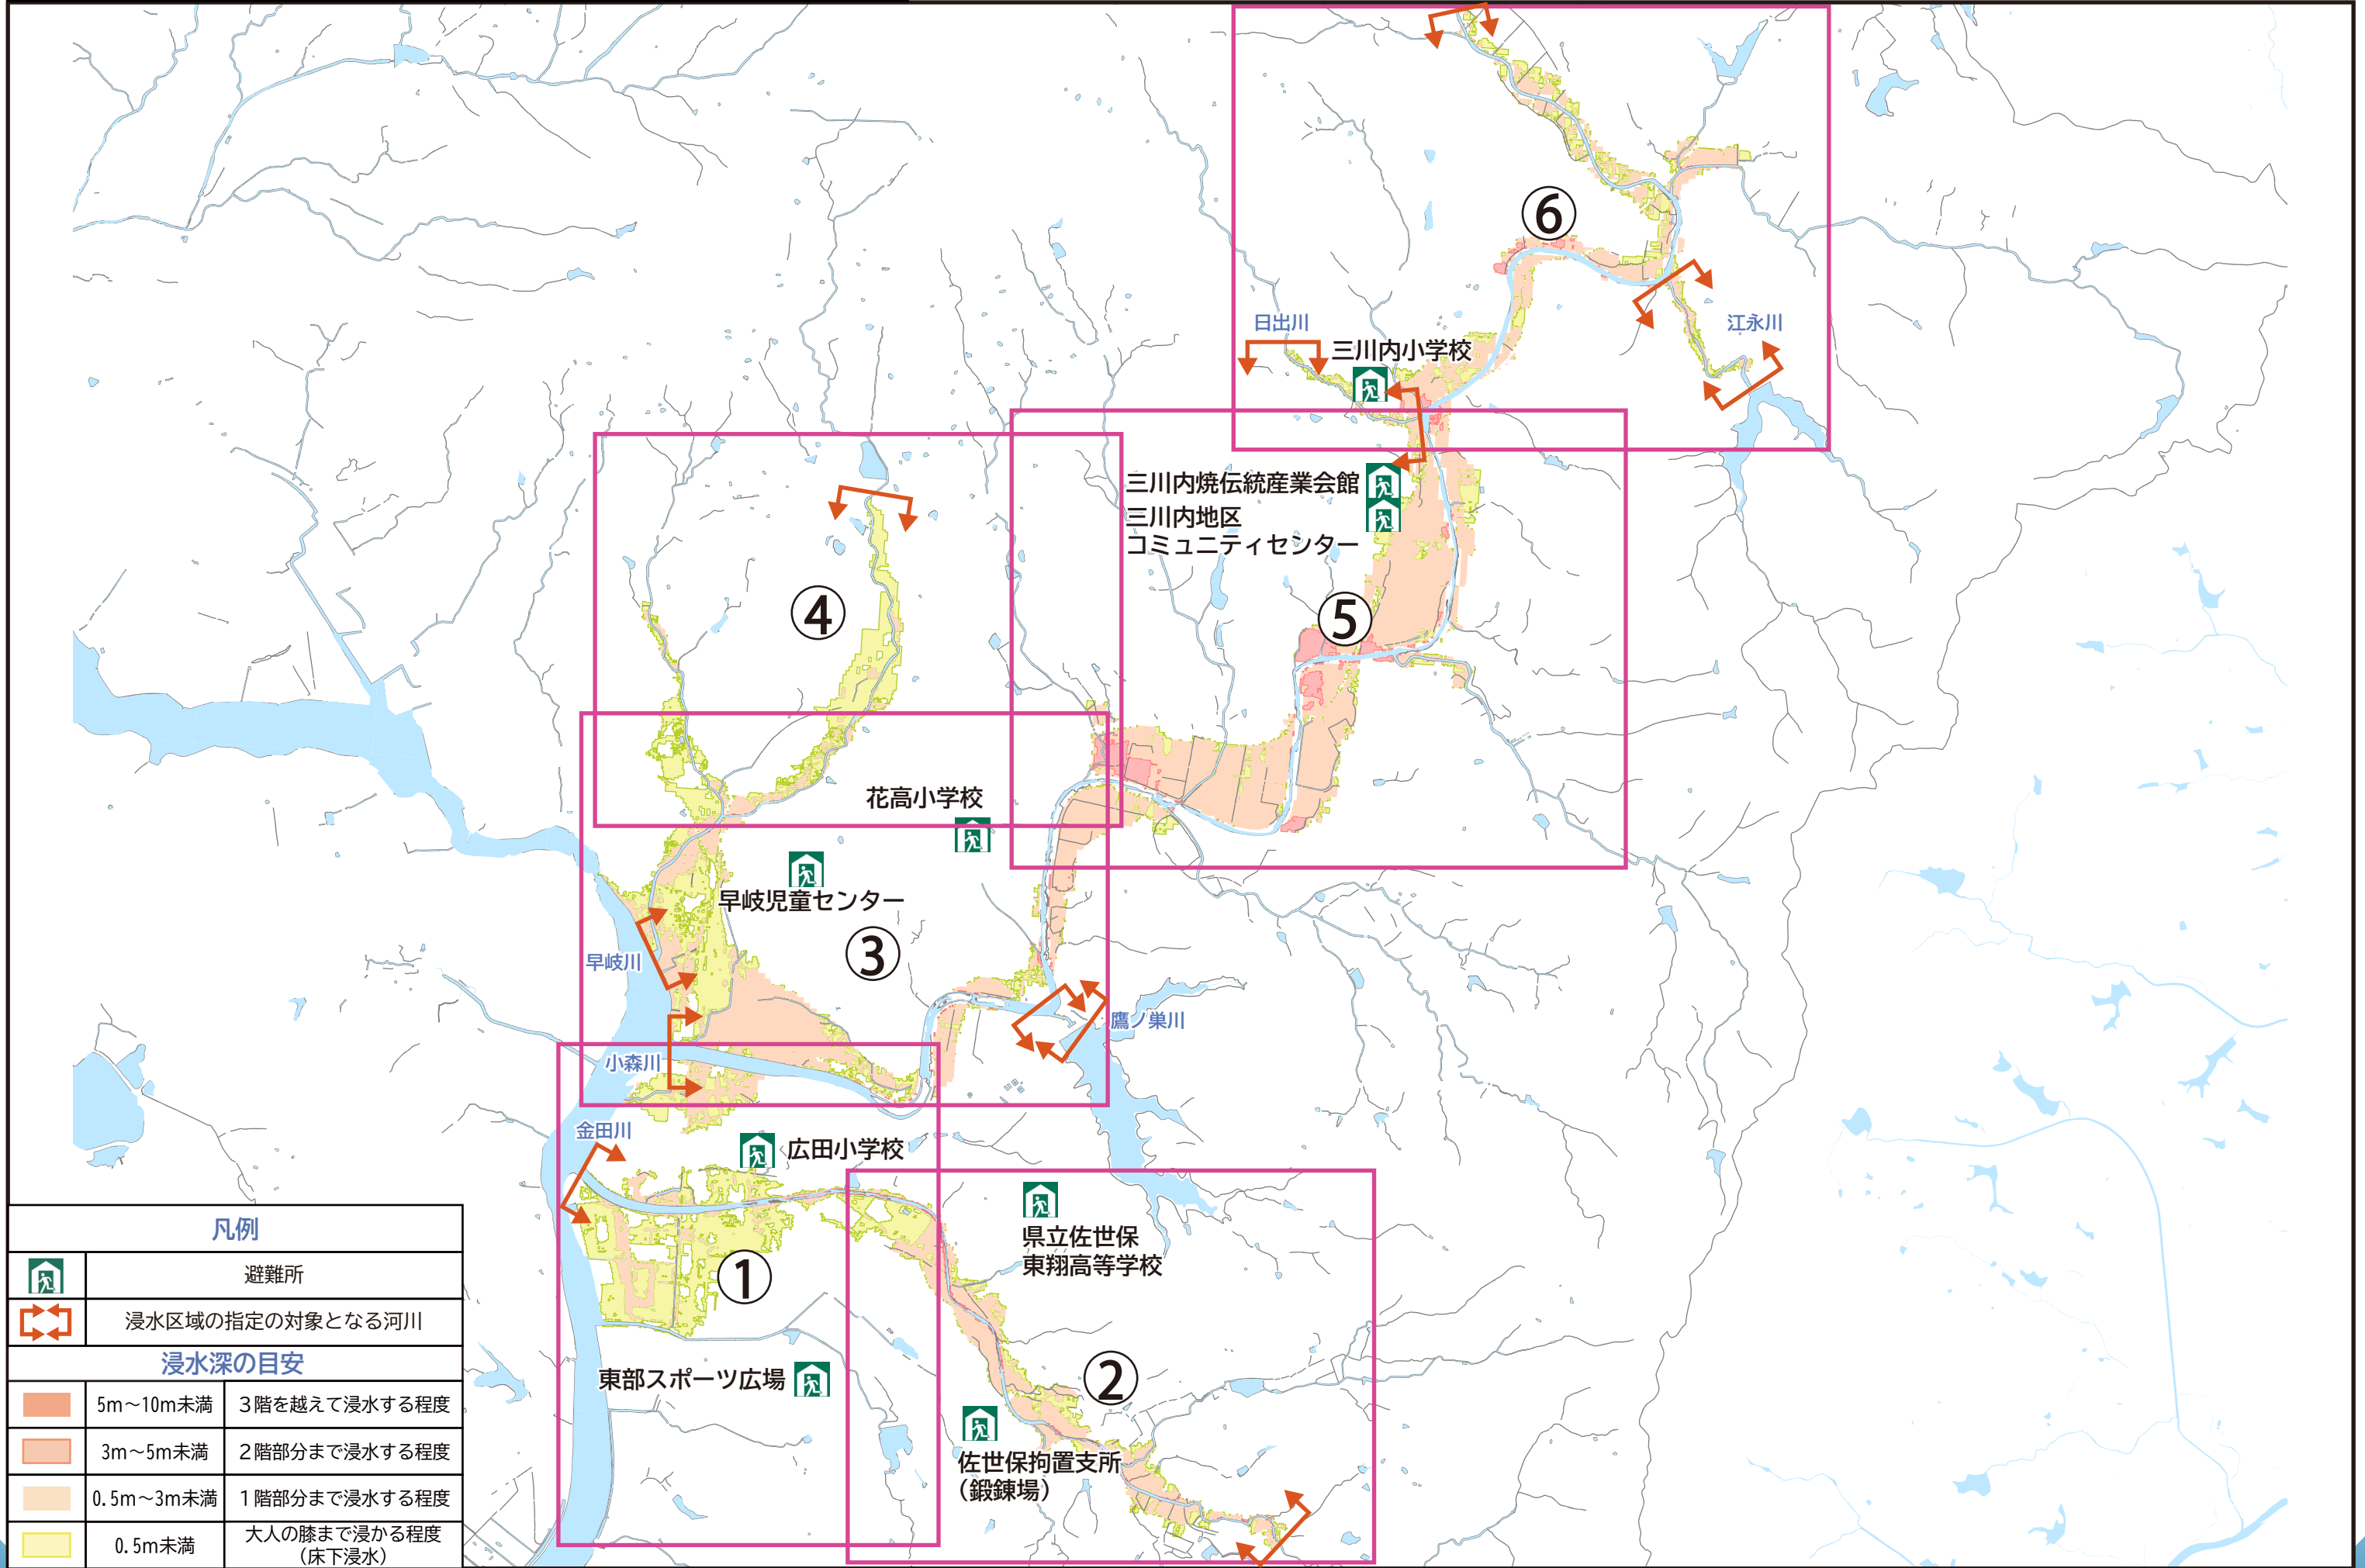 ⑥
日出川
江永川
三川内小学校
三川内焼伝統産業会館
三川内地区
コミュニティセンター
④
⑤
花高小学校
早岐児童センター
③
早岐川
鷹ノ巣川
小森川
金田川
広田小学校
県立佐世保
東翔高等学校
①
東部スポーツ広場
②
佐世保拘置支所
（鍛錬場）
凡例
避難所
浸水区域の指定の対象となる河川
浸水深の目安
5m～10m未満 3階を越えて浸水する程度
3m～5m未満 2階部分まで浸水する程度
0.5m～3m未満 1階部分まで浸水する程度
0.5m未満 大人の膝まで浸かる程度
（床下浸水）